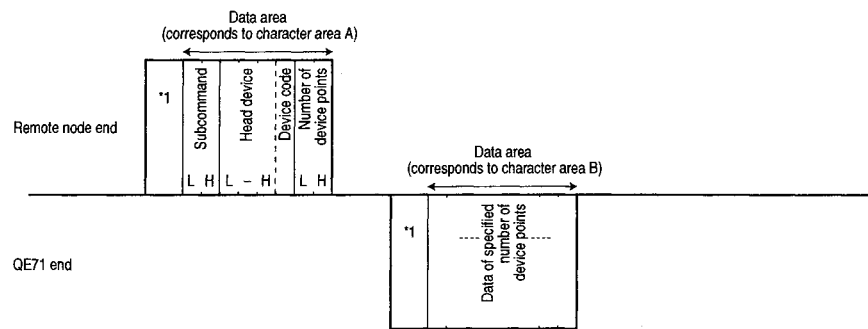 Data area
(corresponds to character area A)
Remote node end
*1
Subcommand
L H
Head device
L – H
Device code
Number of
device points
L H
Data area
(corresponds to character area B)
QE71 end
*1
Data of specified
number of
device points